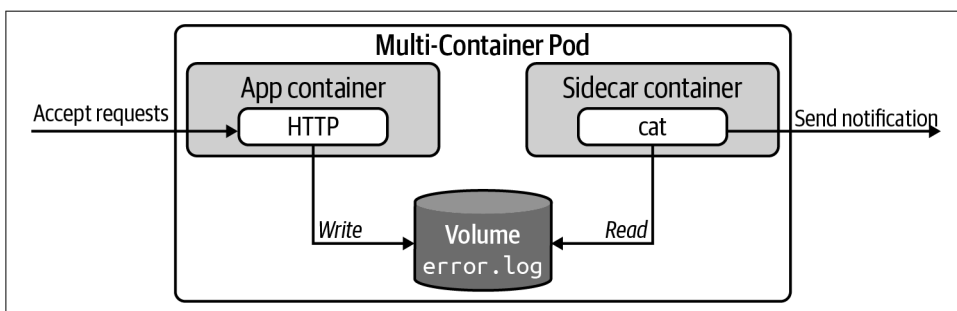 Multi-Container Pod
App container
Sidecar container
Accept requests
HTTP
cat
Send notification
Write
Volume
Read
error.log